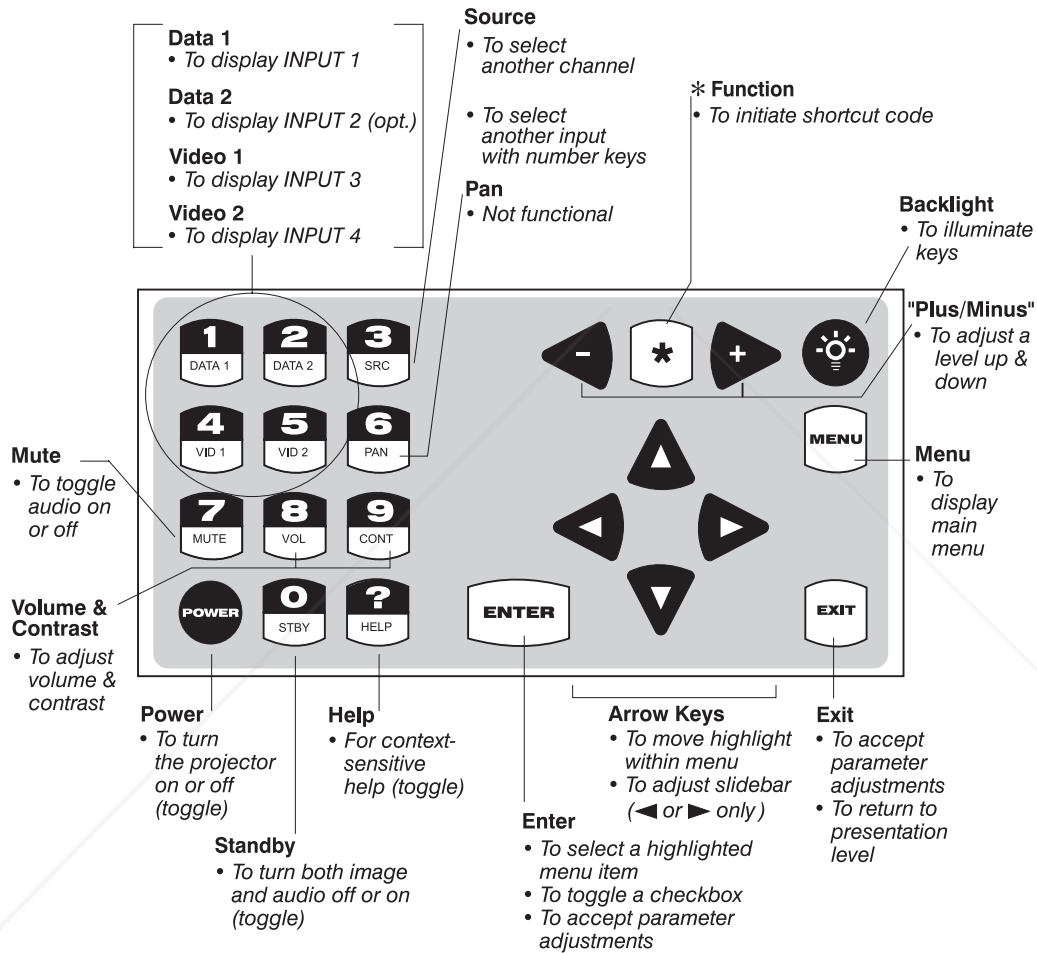 Data 1
• To display INPUT 1
Data 2
• To display INPUT 2 (opt.)
Video 1
• To display INPUT 3
Video 2
• To display INPUT 4
Source
• To select
another channel
• To select
another input
with number keys
Pan
• Not functional
* Function
• To initiate shortcut code
Backlight
• To illuminate
keys
"Plus/Minus"
• To adjust a
level up &
down
Menu
• To
display
main
menu
1
DATA 1
2
DATA 2
3
SRC
-
*
+
4
VID 1
5
VID 2
6
PAN
MENU
7
MUTE
8
VOL
9
CONT
POWER
0
STBY
?
HELP
ENTER
EXIT
Mute
• To toggle
audio on
or off
Volume &
Contrast
• To adjust
volume &
contrast
Power
• To turn
the projector
on or off
(toggle)
Standby
• To turn both image
and audio off or on
(toggle)
Help
• For context-
sensitive
help (toggle)
Enter
• To select a highlighted
menu item
• To toggle a checkbox
• To accept parameter
adjustments
Arrow Keys
• To move highlight
within menu
• To adjust slidebar
(◄ or ► only)
Exit
• To accept
parameter
adjustments
• To return to
presentation
level